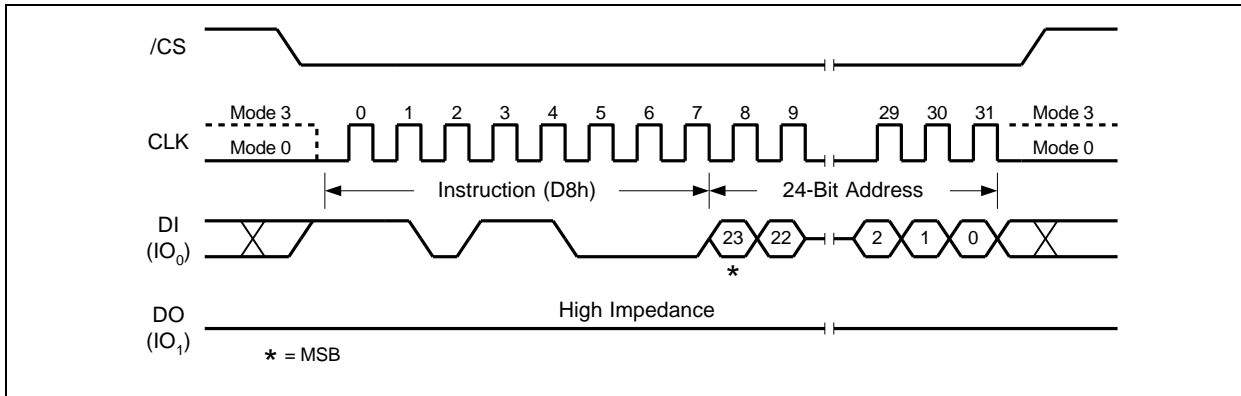 /CS
Mode 3 0 1 2 3 4 5 6 7 8 9 29 30 31 Mode 3
CLK
Mode 0 Mode 0
Instruction (D8h) 24-Bit Address
DI
(IO0) 23 22 2 1 0
*
High Impedance
DO
(IO1)
* = MSB